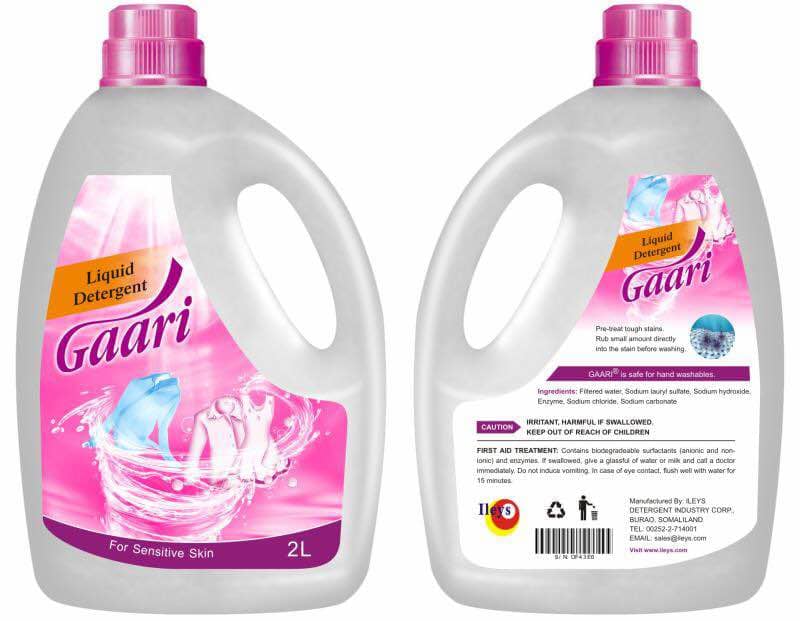 Liquid
Detergent
Gaari
For Sensitive Skin
2L
Liquid
Detergent
Gaari
Pre-treat tough stains.
Rub small amount directly
into the stain before washing.
GAARI® is safe for hand washables.
Ingredients: Filtered water, Sodium lauryl sulfate, Sodium hydroxide,
Enzyme, Sodium chloride, Sodium carbonate
CAUTION
IRRITANT, HARMFUL IF SWALLOWED.
KEEP OUT OF REACH OF CHILDREN
FIRST AID TREATMENT: Contains biodegradable surfactants (anionic and non-
ionic) and enzymes. If swallowed, give a glassful of water or milk and call a doctor
immediately. Do not induce vomiting. In case of eye contact, flush well with water for
15 minutes.
Ileys
S/ N: OF43E6
Manufactured By: ILEYS
DETERGENT INDUSTRY CORP.,
BURAO, SOMALILAND
TEL: 00252-2-714001
EMAIL: sales@ileys.com
Visit www.ileys.com